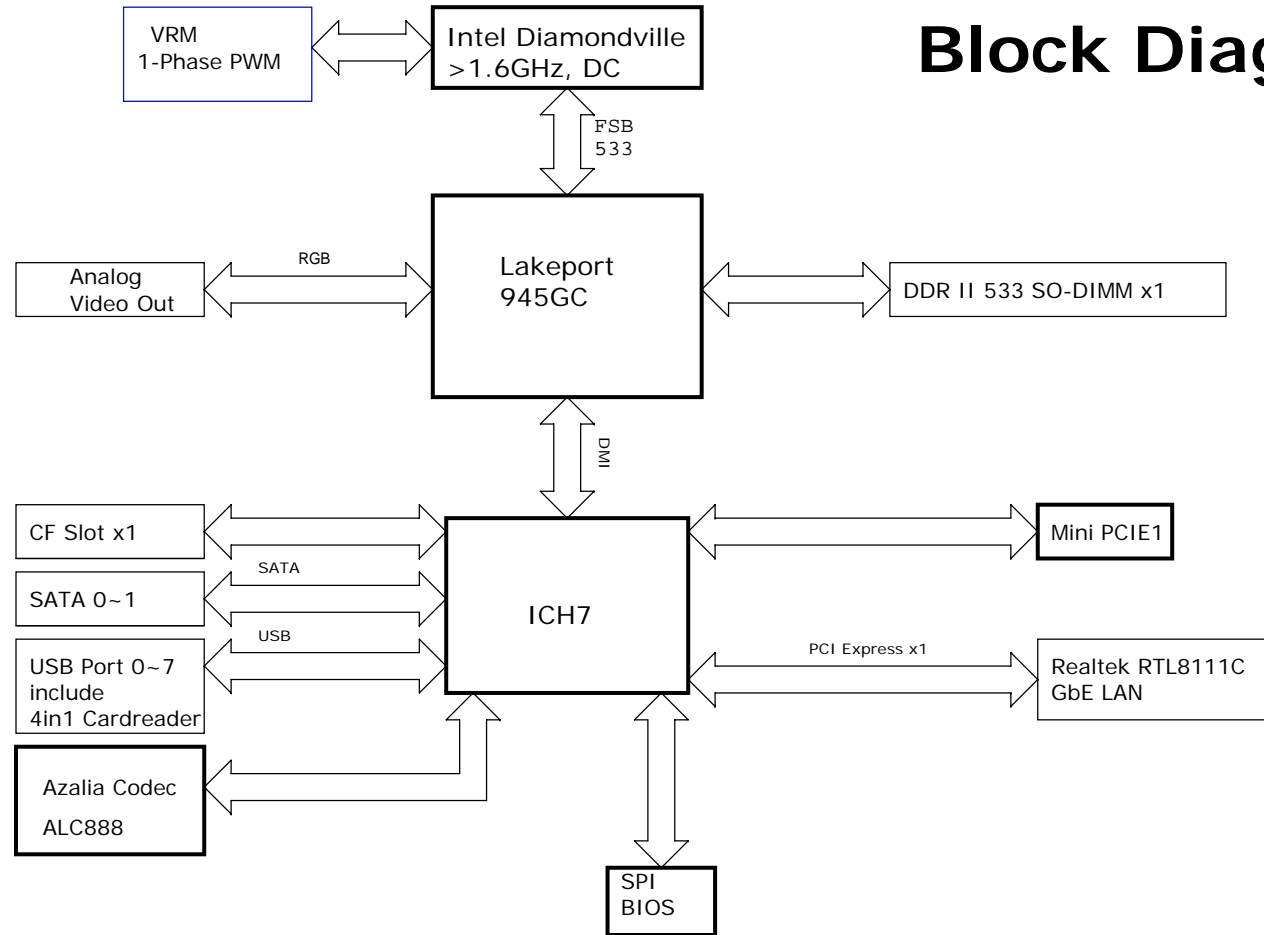 Block Diag
VRM
1-Phase PWM
Intel Diamondville
>1.6GHz, DC
FSB
533
RGB
Analog
Video Out
Lakeport
945GC
DDR II 533 SO-DIMM x1
DMI
CF Slot x1
Mini PCIE1
SATA
SATA 0~1
ICH7
USB
USB Port 0~7
include
4in1 Cardreader
PCI Express x1
Realtek RTL8111C
GbE LAN
Azalia Codec
ALC888
SPI
BIOS